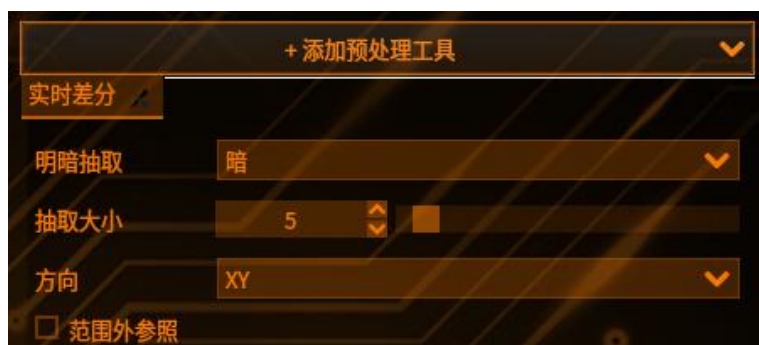 + 添加预处理工具
实时差分
明暗抽取 暗
抽取大小 5
方向 XY
范围外参照